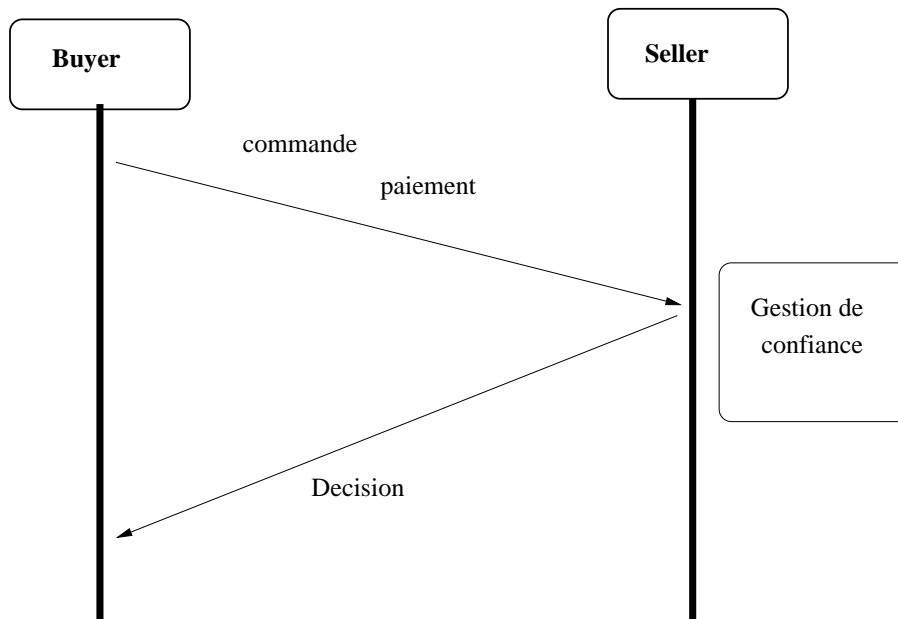 Buyer
Seller
commande
paiement
Gestion de
confiance
Decision